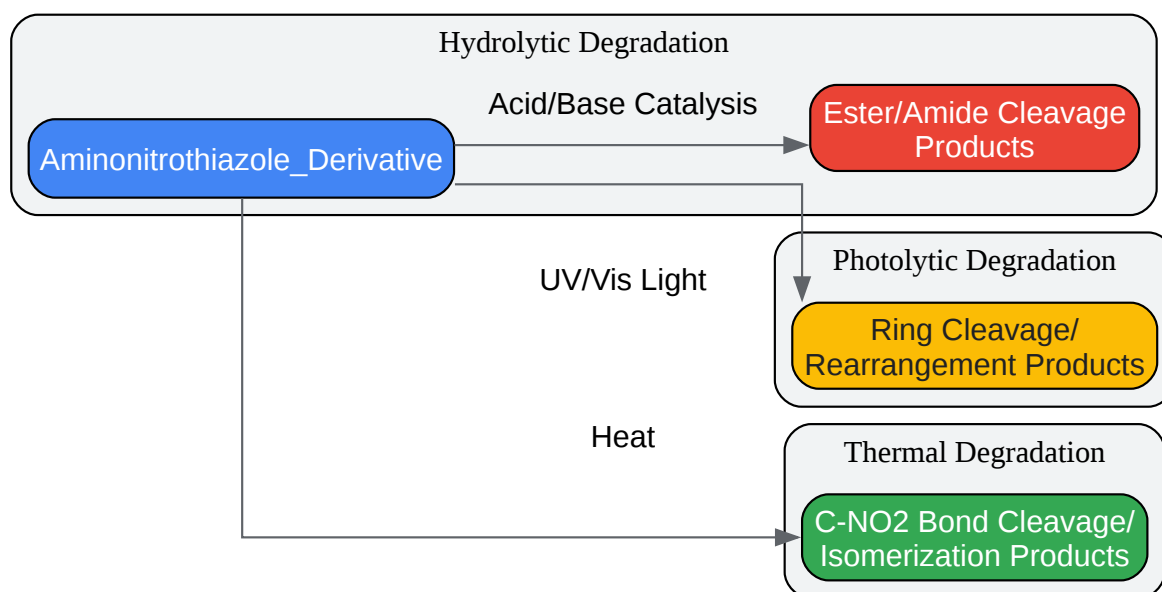 Hydrolytic Degradation
Acid/Base Catalysis
Ester/Amide Cleavage
Products
Aminonitrothiazole_Derivative
UV/Vis Light
Photolytic Degradation
Ring Cleavage/
Rearrangement Products
Heat
Thermal Degradation
C-NO2 Bond Cleavage/
Isomerization Products